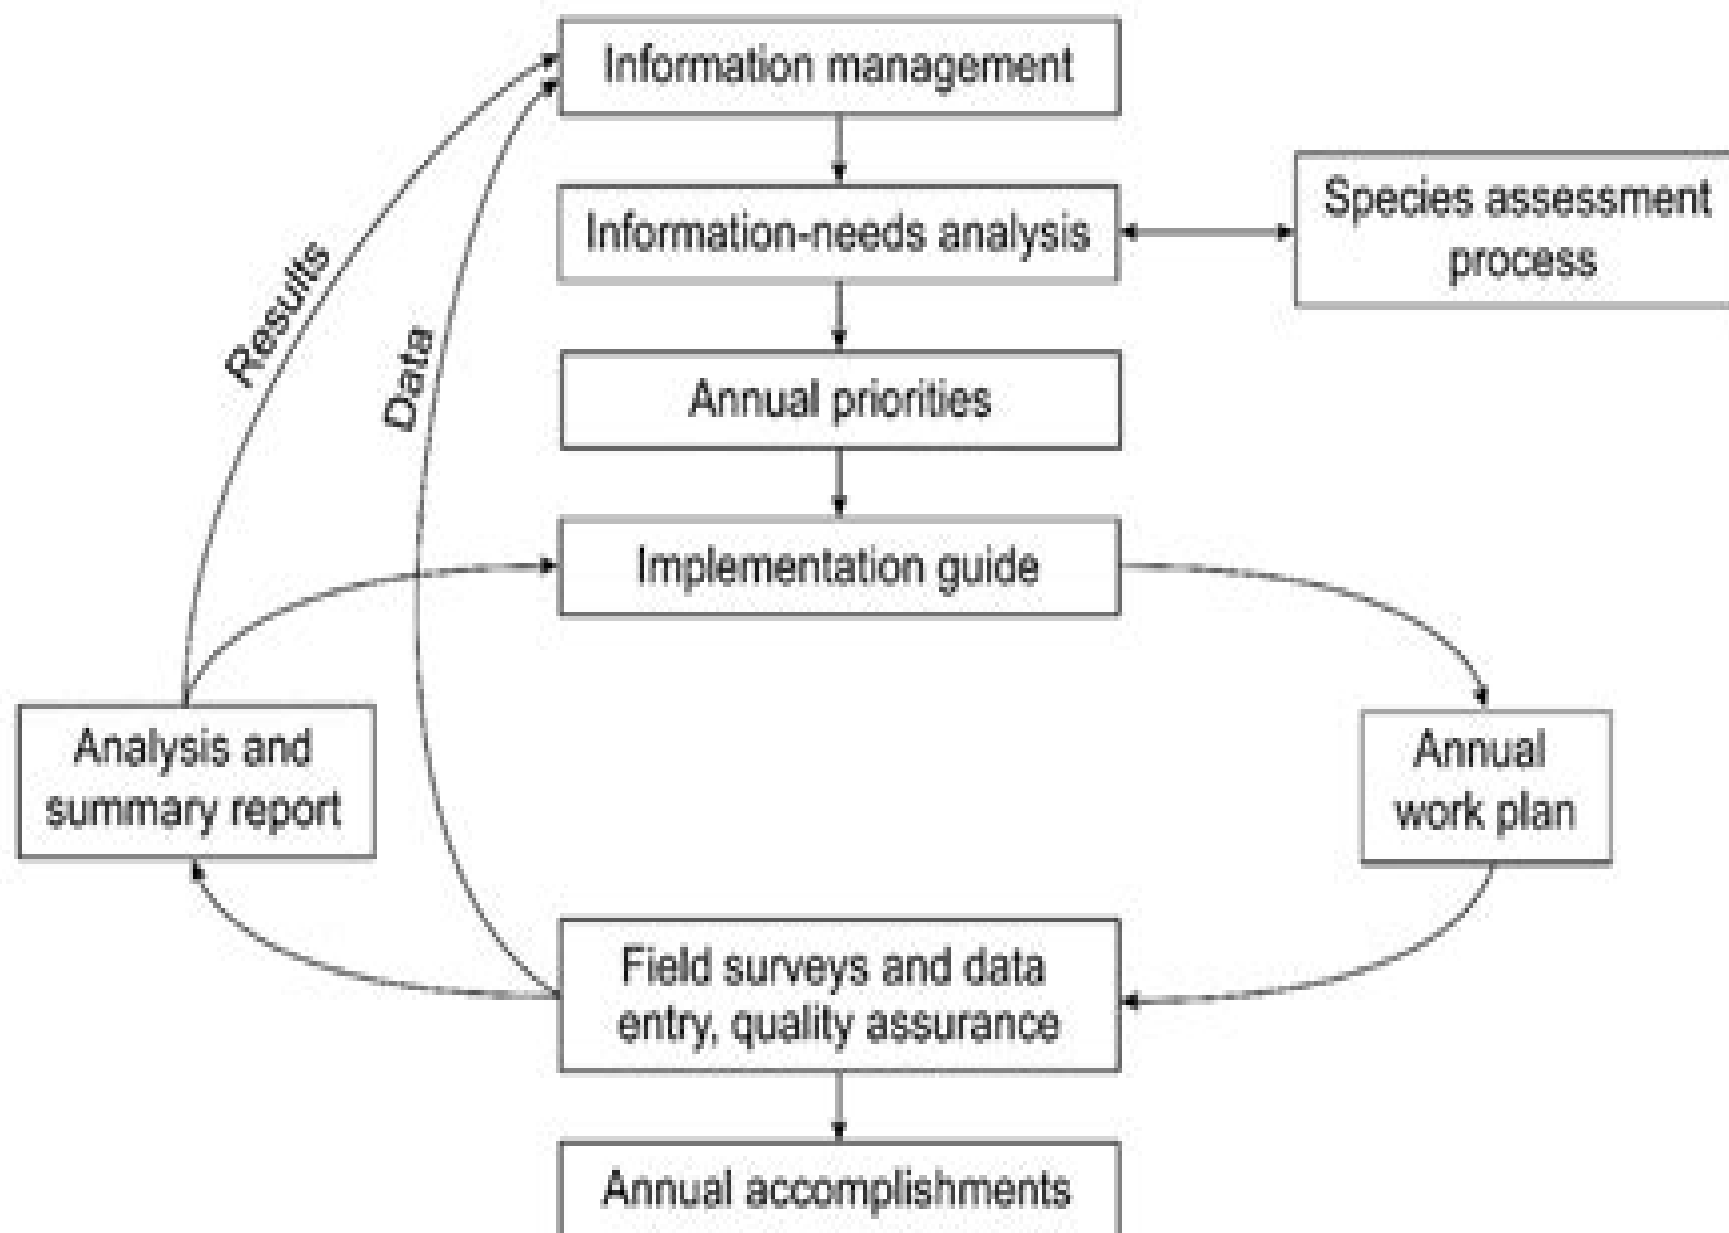 Information management
Information-needs analysis
Species assessment
process
Results
Data
Annual priorities
Implementation guide
Analysis and
summary report
Annual
work plan
Field surveys and data
entry, quality assurance
Annual accomplishments